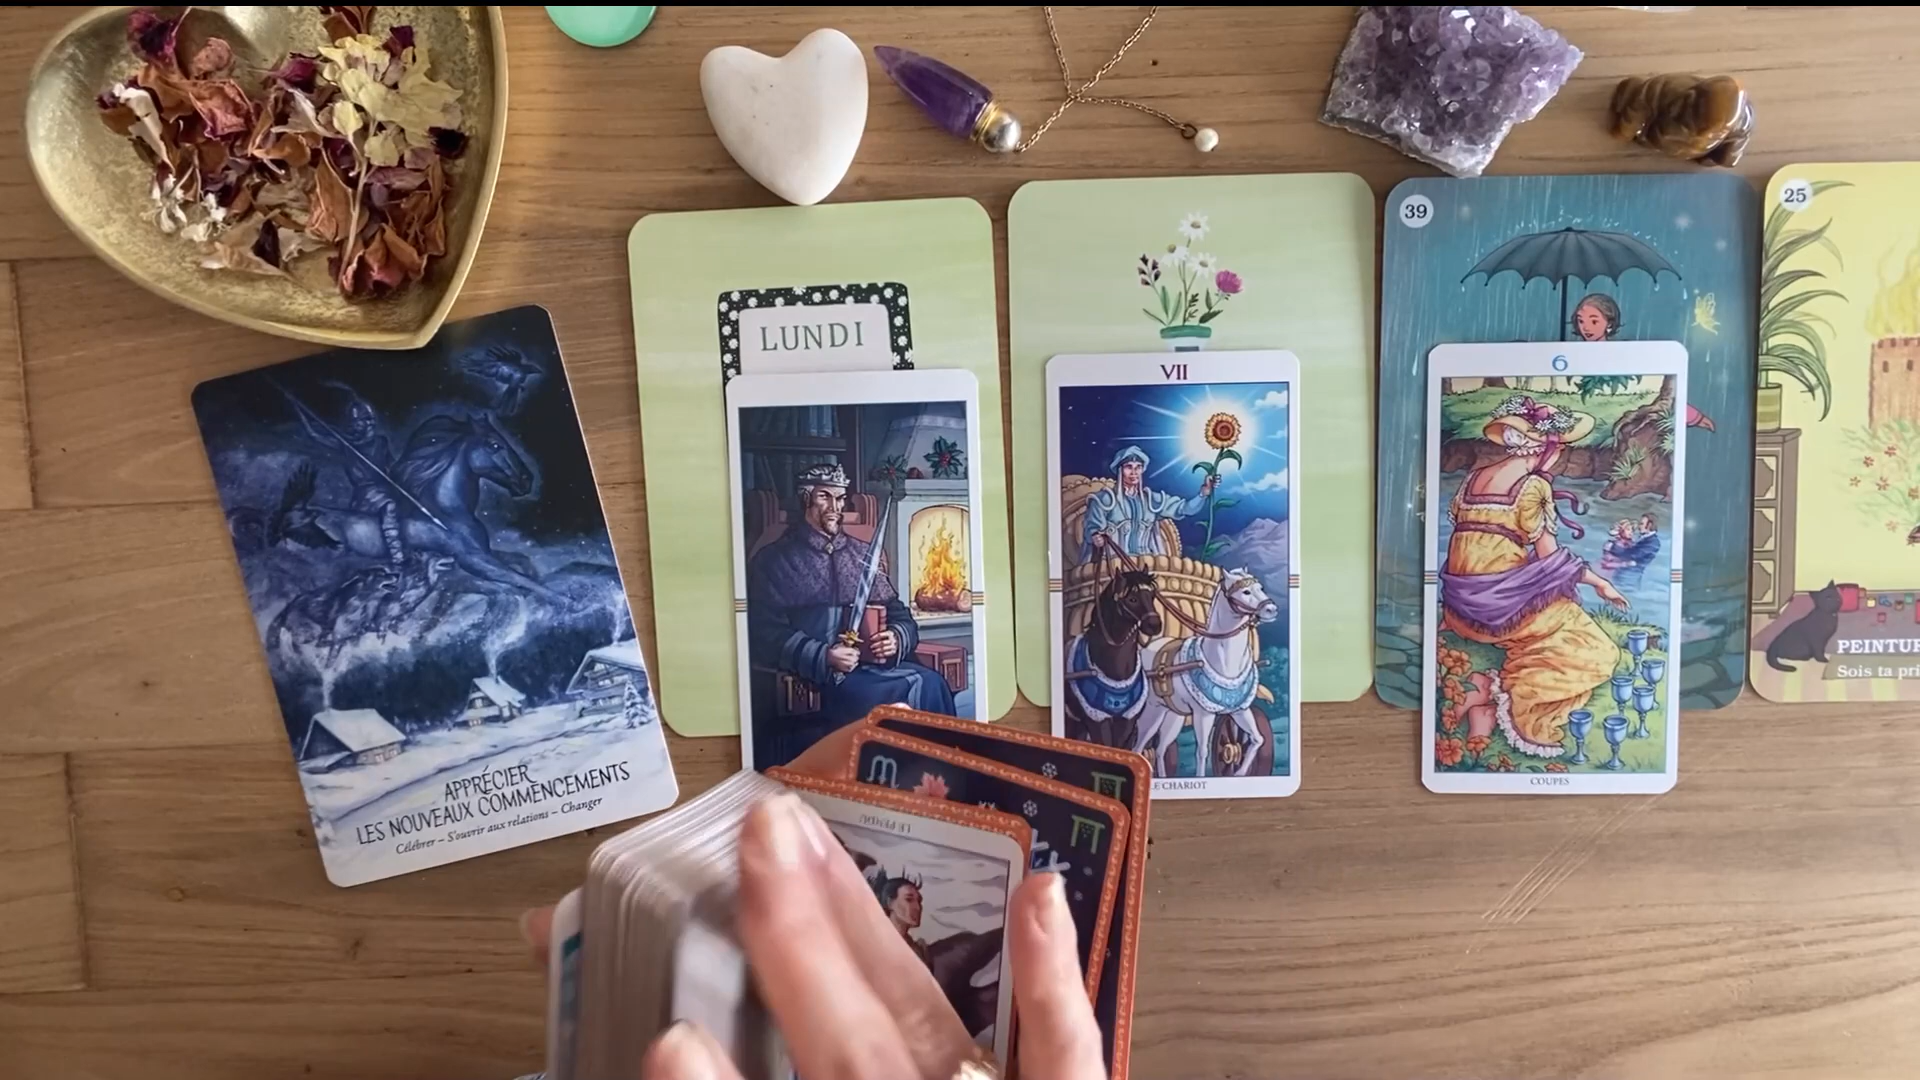 LUNDI
VII
LE CHARIOT
39
6
COUPES
25
PEINTUR
Sois ta pri
APPRÉCIER
LES NOUVEAUX COMMENCEMENTS
Célébrer – S'ouvrir aux relations – Changer
LE PENDU